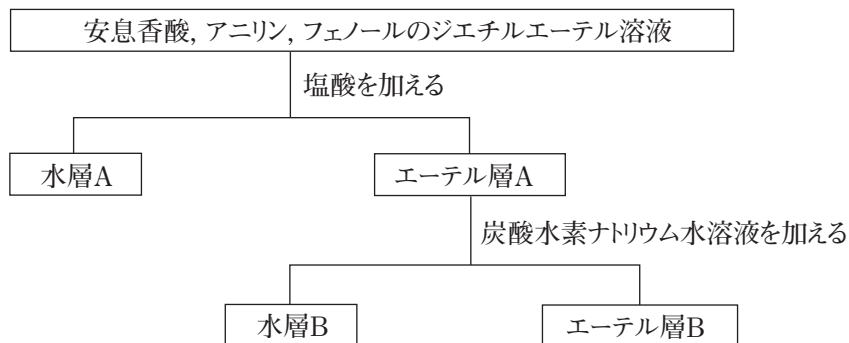 安息香酸, アニリン, フェノールのジエチルエーテル溶液
塩酸を加える
水層A
エーテル層A
炭酸水素ナトリウム水溶液を加える
水層B
エーテル層B